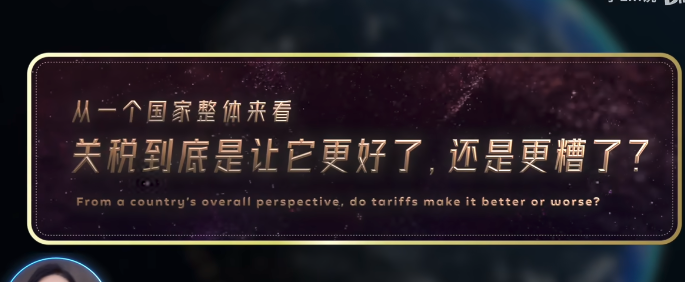 从一个国家整体来看
关税到底是让它更好了,还是更糟了?
From a country's overall perspective, do tariffs make it better or worse?